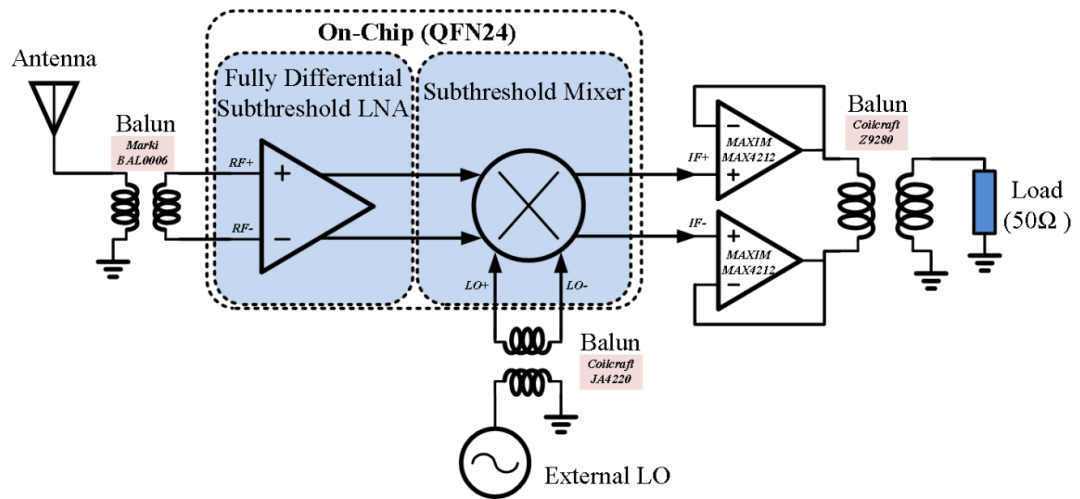 On-Chip (QFN24)
Antenna
Fully Differential
Subthreshold LNA
Subthreshold Mixer
Balun
Marki
BAL0006
RF+
RF-
+
−
LO+
LO-
IF+
IF-
−
MAXIM
MAX4212
+
+
MAXIM
MAX4212
−
Balun
Coilcraft
Z9280
Load
(50Ω )
Balun
Coilcraft
JA4220
External LO